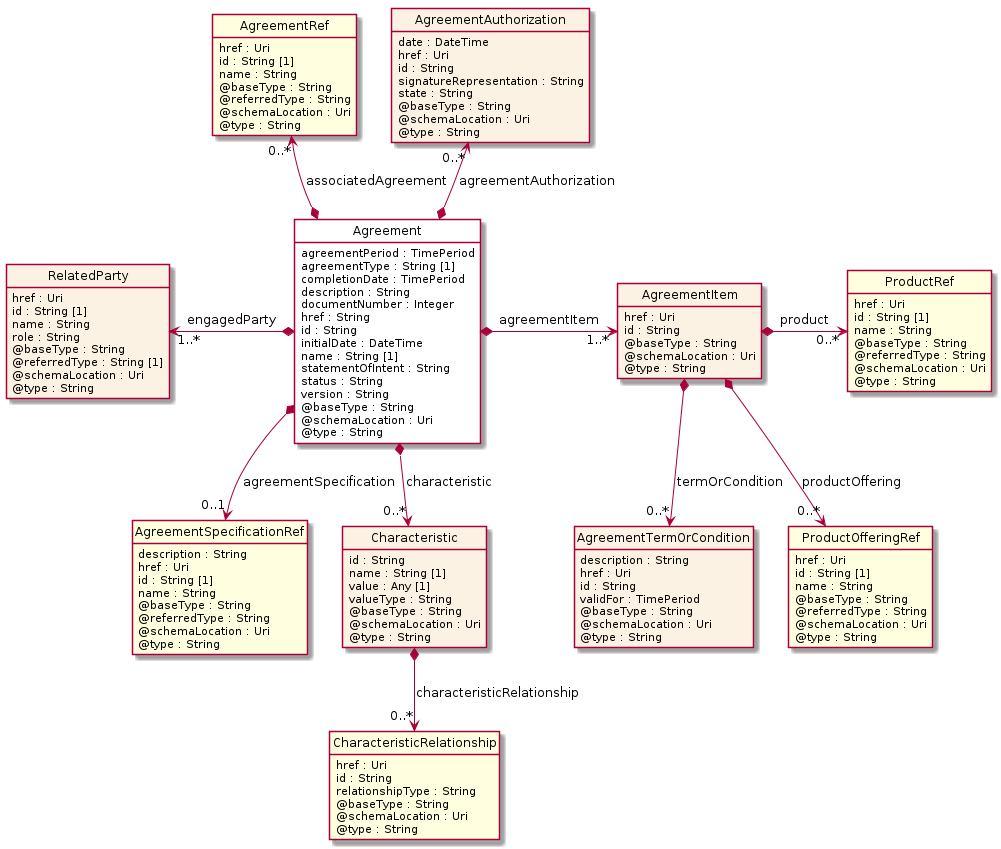 AgreementRef
href : Uri
id : String [1]
name : String
@baseType : String
@referredType : String
@schemaLocation : Uri
@type : String
AgreementAuthorization
date : DateTime
href : Uri
id : String
signatureRepresentation : String
state : String
@baseType : String
@schemaLocation : Uri
@type : String
0..*
0..*
associatedAgreement
agreementAuthorization
RelatedParty
href : Uri
id : String [1]
name : String
role : String
@baseType : String
@referredType : String [1]
@schemaLocation : Uri
@type : String
engagedParty
1..*
Agreement
agreementPeriod : TimePeriod
agreementType : String [1]
completionDate : TimePeriod
description : String
documentNumber : Integer
href : String
id : String
initialDate : DateTime
name : String [1]
statementOfIntent : String
status : String
version : String
@baseType : String
@schemaLocation : Uri
@type : String
agreementItem
1..*
AgreementItem
href : Uri
id : String
@baseType : String
@schemaLocation : Uri
@type : String
product
0..*
ProductRef
href : Uri
id : String [1]
name : String
@baseType : String
@referredType : String
@schemaLocation : Uri
@type : String
agreementSpecification
0..1
characteristic
0..*
termOrCondition
0..*
productOffering
0..*
AgreementSpecificationRef
description : String
href : Uri
id : String [1]
name : String
@baseType : String
@referredType : String
@schemaLocation : Uri
@type : String
Characteristic
id : String
name : String [1]
value : Any [1]
valueType : String
@baseType : String
@schemaLocation : Uri
@type : String
AgreementTermOrCondition
description : String
href : Uri
id : String
validFor : TimePeriod
@baseType : String
@schemaLocation : Uri
@type : String
ProductOfferingRef
href : Uri
id : String [1]
name : String
@baseType : String
@referredType : String
@schemaLocation : Uri
@type : String
characteristicRelationship
0..*
CharacteristicRelationship
href : Uri
id : String
relationshipType : String
@baseType : String
@schemaLocation : Uri
@type : String